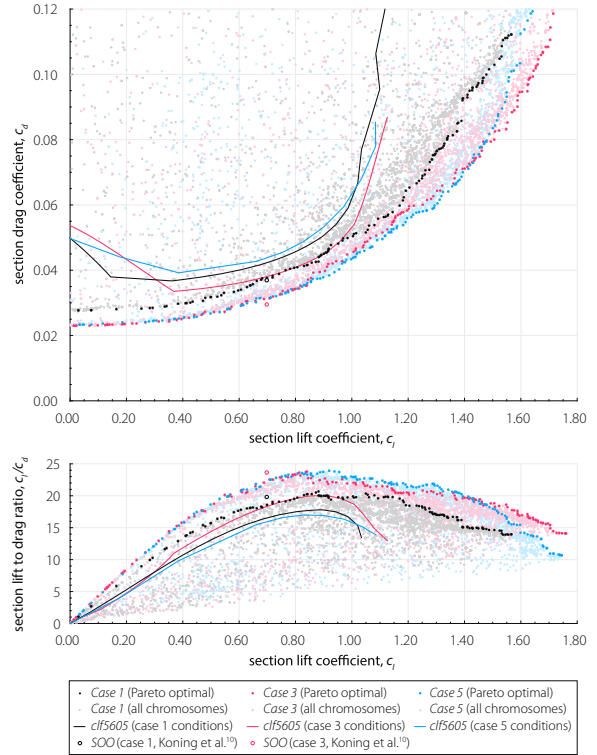 0.12
0.10
0.08
0.06
0.04
0.02
0.00
section drag coefficient, c_d
0.00 0.20 0.40 0.60 0.80 1.00 1.20 1.40 1.60 1.80
section lift coefficient, c_l
25
20
15
10
5
0
section lift to drag ratio, c_l/c_d
0.00 0.20 0.40 0.60 0.80 1.00 1.20 1.40 1.60 1.80
section lift coefficient, c_l
Case 1 (Pareto optimal) Case 3 (Pareto optimal) Case 5 (Pareto optimal)
Case 1 (all chromosomes) Case 3 (all chromosomes) Case 5 (all chromosomes)
clf5605 (case 1 conditions) clf5605 (case 3 conditions) clf5605 (case 5 conditions)
SOO (case 1, Koning et al.¹⁰) SOO (case 3, Koning et al.¹⁰)